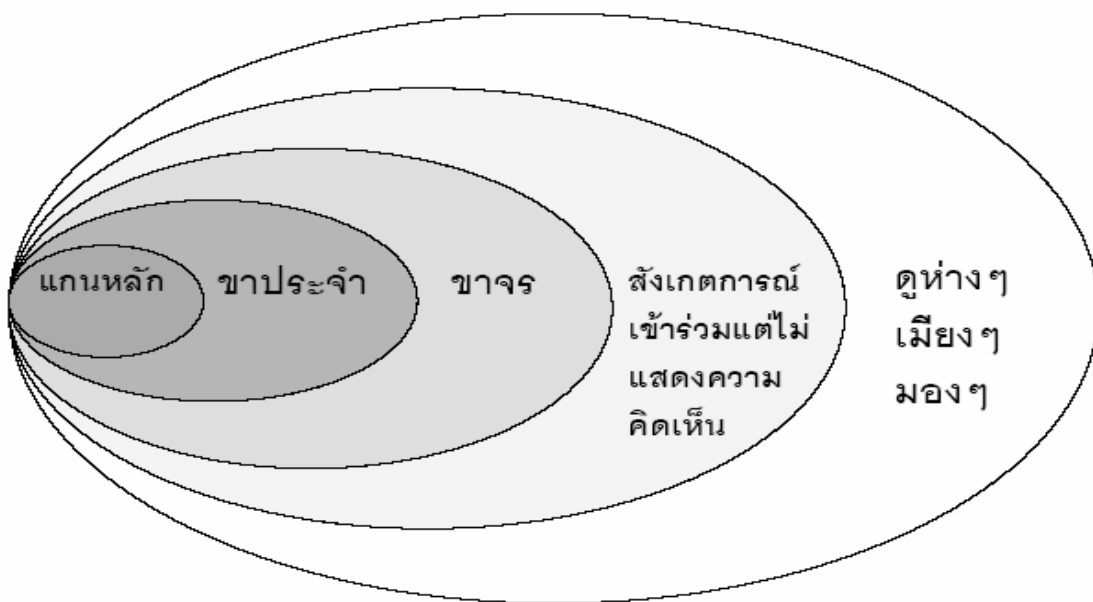 แกนหลัก
ขาประจำ
ขาจร
สังเกตการณ์
เข้าร่วมแต่ไม่
แสดงความ
คิดเห็น
ดูห่างๆ
เมียงๆ
มองๆ